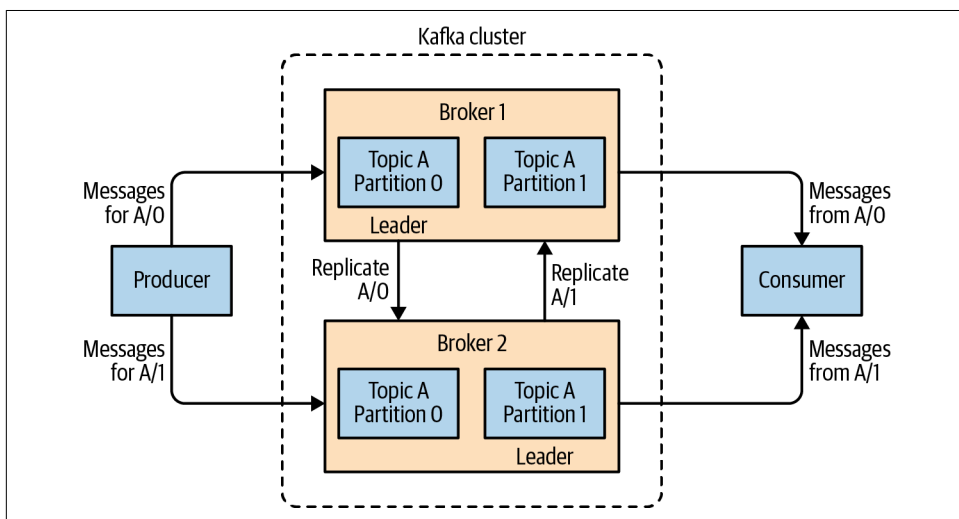 Kafka cluster
Broker 1
Topic A
Partition 0
Topic A
Partition 1
Leader
Messages
for A/0
Messages
from A/0
Producer
Replicate
A/0
Replicate
A/1
Consumer
Messages
for A/1
Broker 2
Messages
from A/1
Topic A
Partition 0
Topic A
Partition 1
Leader